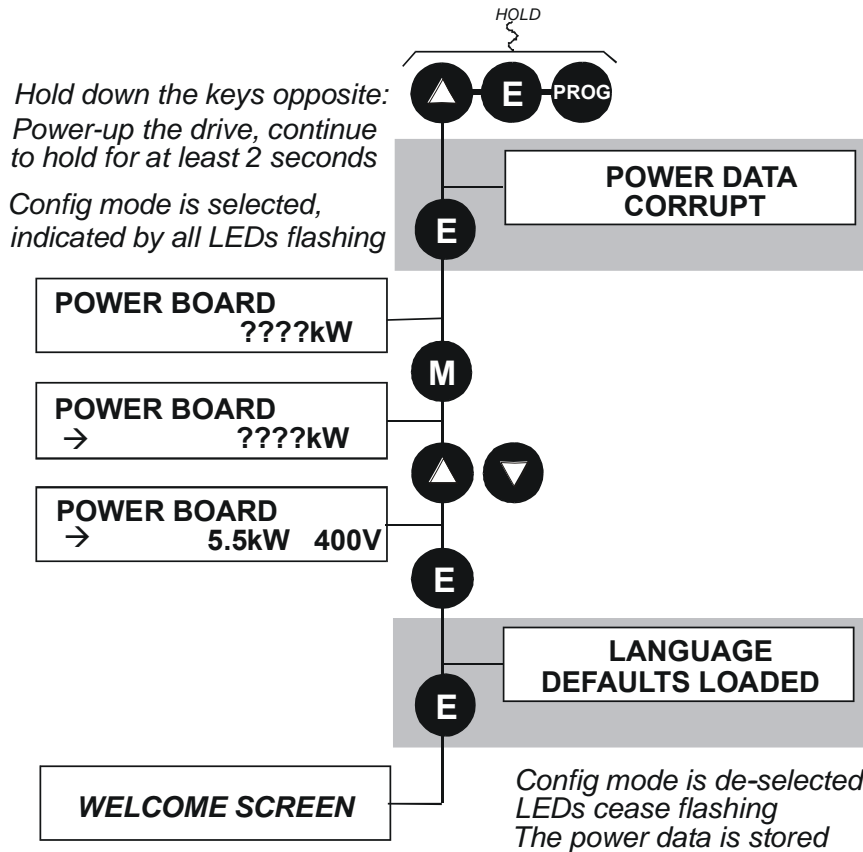 HOLD
E PROG
Hold down the keys opposite:
Power-up the drive, continue
to hold for at least 2 seconds
POWER DATA
CORRUPT
Config mode is selected,
indicated by all LEDs flashing
E
POWER BOARD
????kW
M
POWER BOARD
→ ????kW
POWER BOARD
→ 5.5kW 400V
E
LANGUAGE
DEFAULTS LOADED
E
WELCOME SCREEN
Config mode is de-selected
LEDs cease flashing
The power data is stored